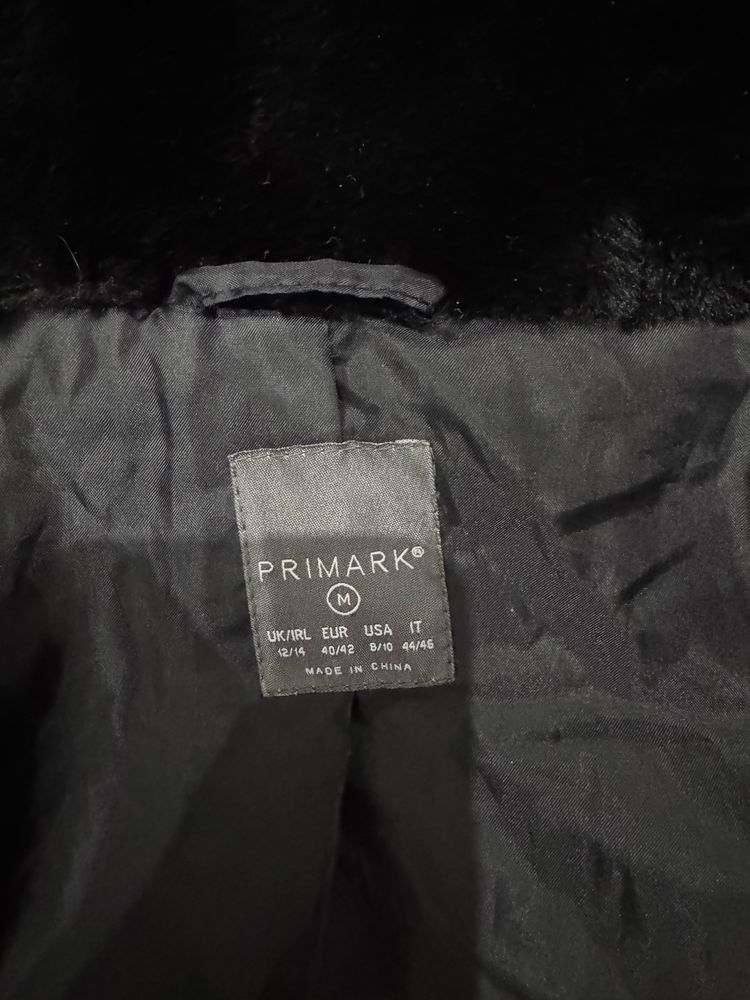 PRIMARK®
M
UK/IRL EUR USA IT
12/14 40/42 8/10 44/46
MADE IN CHINA